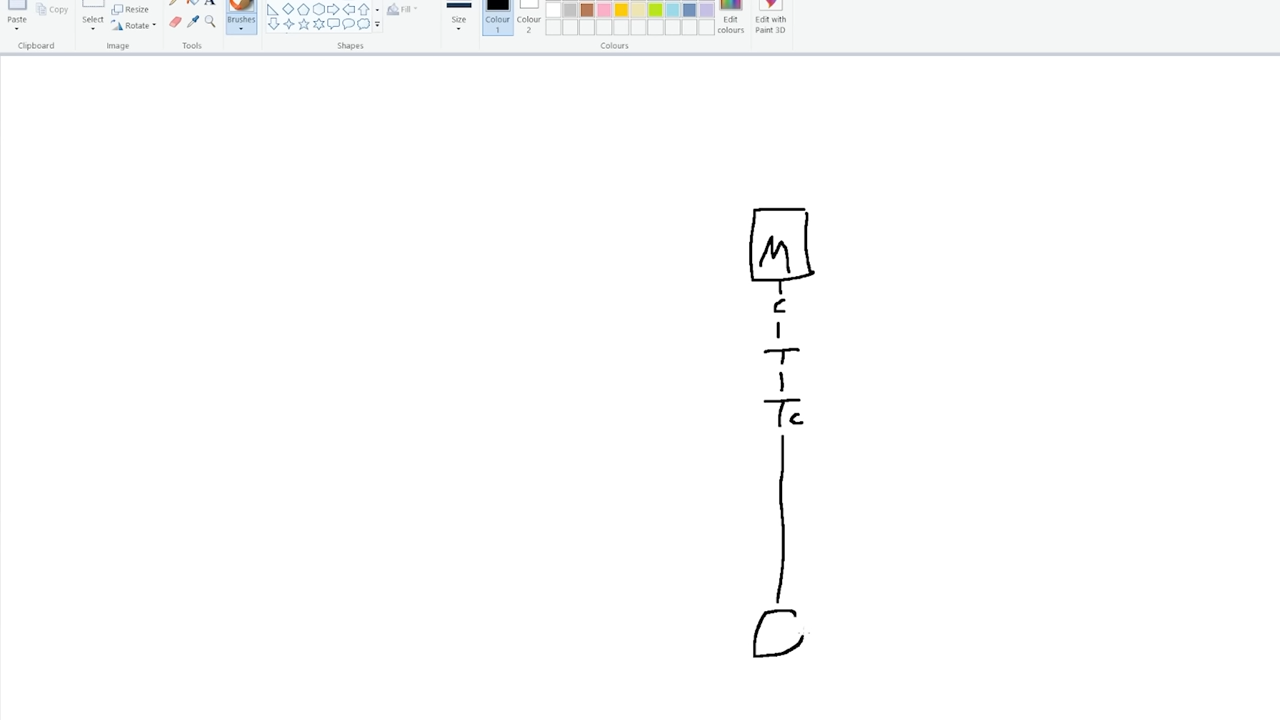 Paste
Copy
Select
Resize
Rotate
Brushes
Fill
Size
Colour 1
Colour 2
Edit colours
Edit with Paint 3D
Clipboard
Image
Tools
Shapes
Colours
M
C
T
Tc